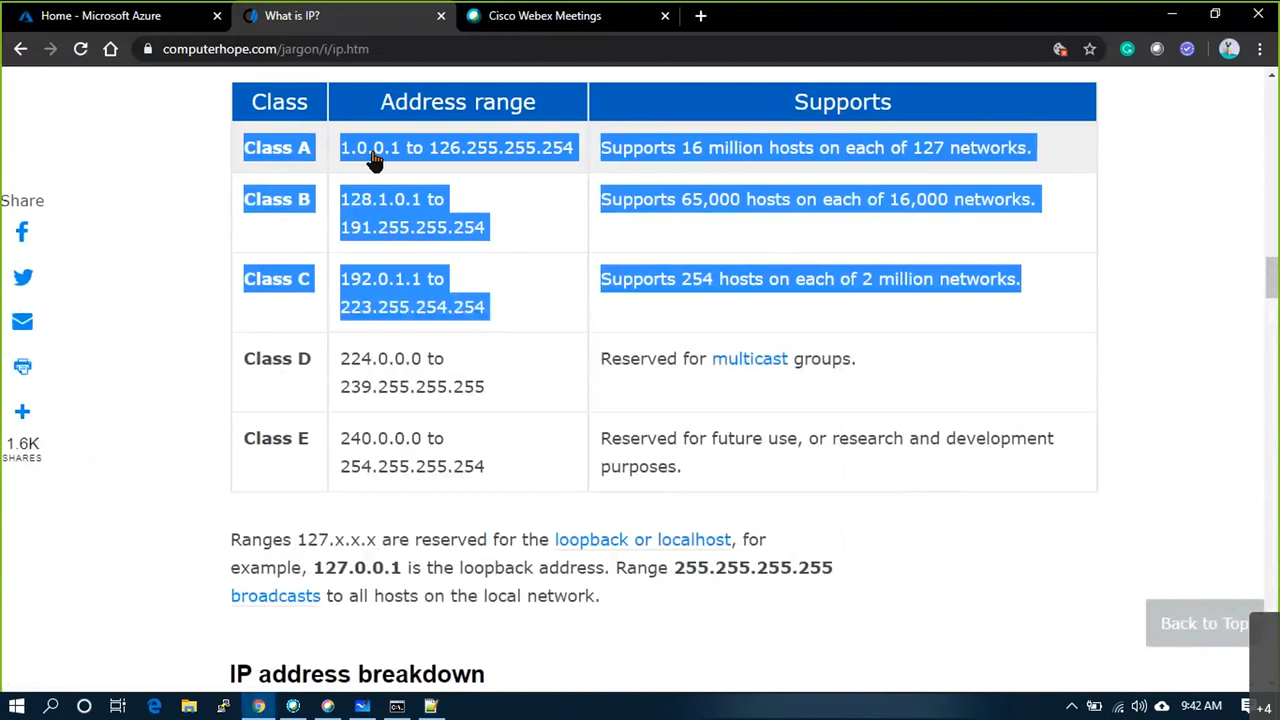 Home - Microsoft Azure
What is IP?
Cisco Webex Meetings
computerhope.com/jargon/i/ip.htm
Class Address range Supports
Class A 1.0.0.1 to 126.255.255.254 Supports 16 million hosts on each of 127 networks.
Class B 128.1.0.1 to Supports 65,000 hosts on each of 16,000 networks.
191.255.255.254
Class C 192.0.1.1 to Supports 254 hosts on each of 2 million networks.
223.255.254.254
Class D 224.0.0.0 to Reserved for multicast groups.
239.255.255.255
Class E 240.0.0.0 to Reserved for future use, or research and development
254.255.255.254 purposes.
Share
1.6K
SHARES
Ranges 127.x.x.x are reserved for the loopback or localhost, for
example, 127.0.0.1 is the loopback address. Range 255.255.255.255
broadcasts to all hosts on the local network.
Back to Top
IP address breakdown
9:42 AM
+4